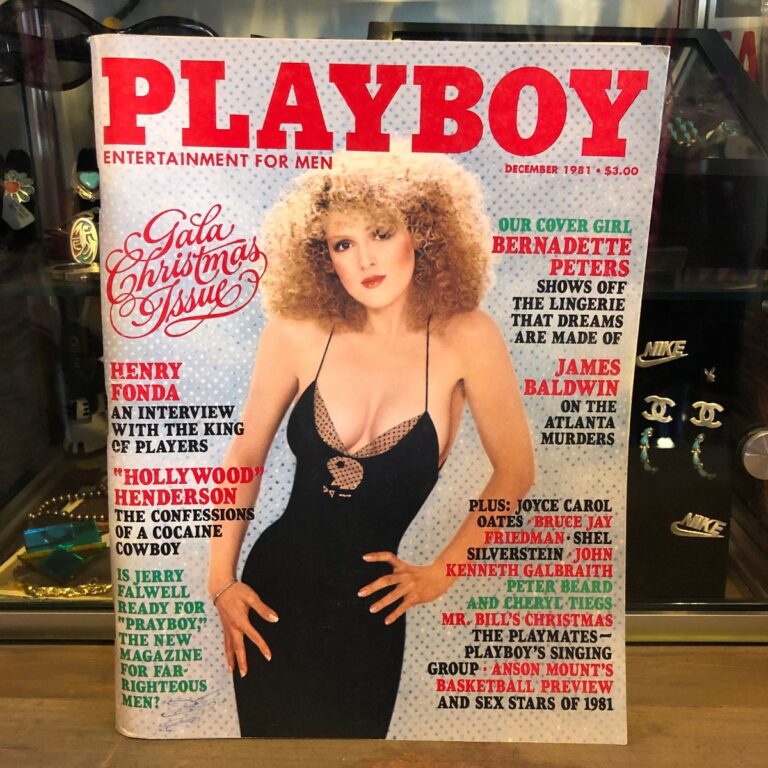 PLAYBOY
ENTERTAINMENT FOR MEN
DECEMBER 1981 • $3.00
Gala
Christmas
Issue
HENRY
FONDA
AN INTERVIEW
WITH THE KING
OF PLAYERS
"HOLLYWOOD"
HENDERSON
THE CONFESSIONS
OF A COCAINE
COWBOY
IS JERRY
FALWELL
READY FOR
"PRAYBOY,"
THE NEW
MAGAZINE
FOR FAR-
RIGHTEOUS
MEN?
OUR COVER GIRL
BERNADETTE
PETERS
SHOWS OFF
THE LINGERIE
THAT DREAMS
ARE MADE OF
JAMES
BALDWIN
ON THE
ATLANTA
MURDERS
PLUS: JOYCE CAROL
OATES • BRUCE JAY
FRIEDMAN • SHEL
SILVERSTEIN • JOHN
KENNETH GALBRAITH
PETER BEARD
AND CHERYL TIEGS
MR. BILL'S CHRISTMAS
THE PLAYMATES—
PLAYBOY'S SINGING
GROUP • ANSON MOUNT'S
BASKETBALL PREVIEW
AND SEX STARS OF 1981
NIKE
NIKE